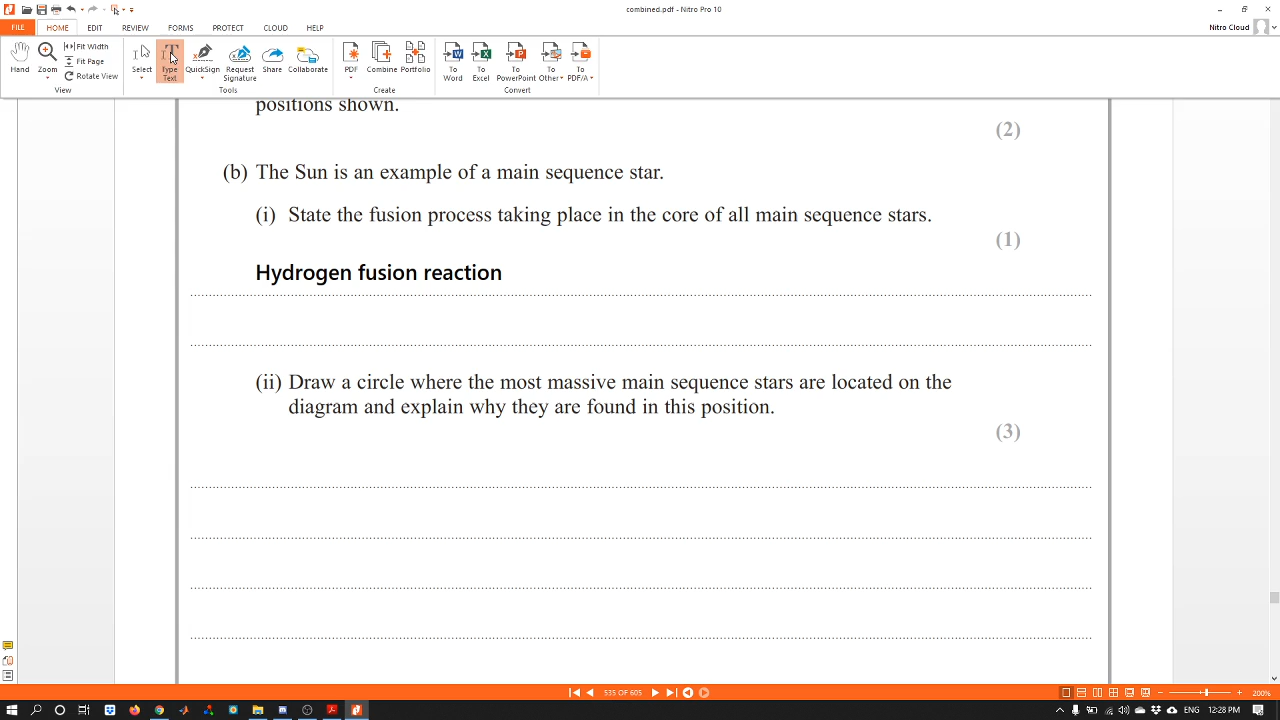 combined.pdf - Nitro Pro 10
FILE HOME EDIT REVIEW FORMS PROTECT CLOUD HELP Nitro Cloud
Hand Zoom Fit Width Fit Page Rotate View Select Type Text QuickSign Request Signature Share Collaborate PDF Combine Portfolio To Word To Excel To PowerPoint To Other To PDF/A
View Tools Create Convert
positions shown.
(2)
(b) The Sun is an example of a main sequence star.
(i) State the fusion process taking place in the core of all main sequence stars.
(1)
Hydrogen fusion reaction
(ii) Draw a circle where the most massive main sequence stars are located on the
diagram and explain why they are found in this position.
(3)
535 OF 605 200%
ENG 12:28 PM